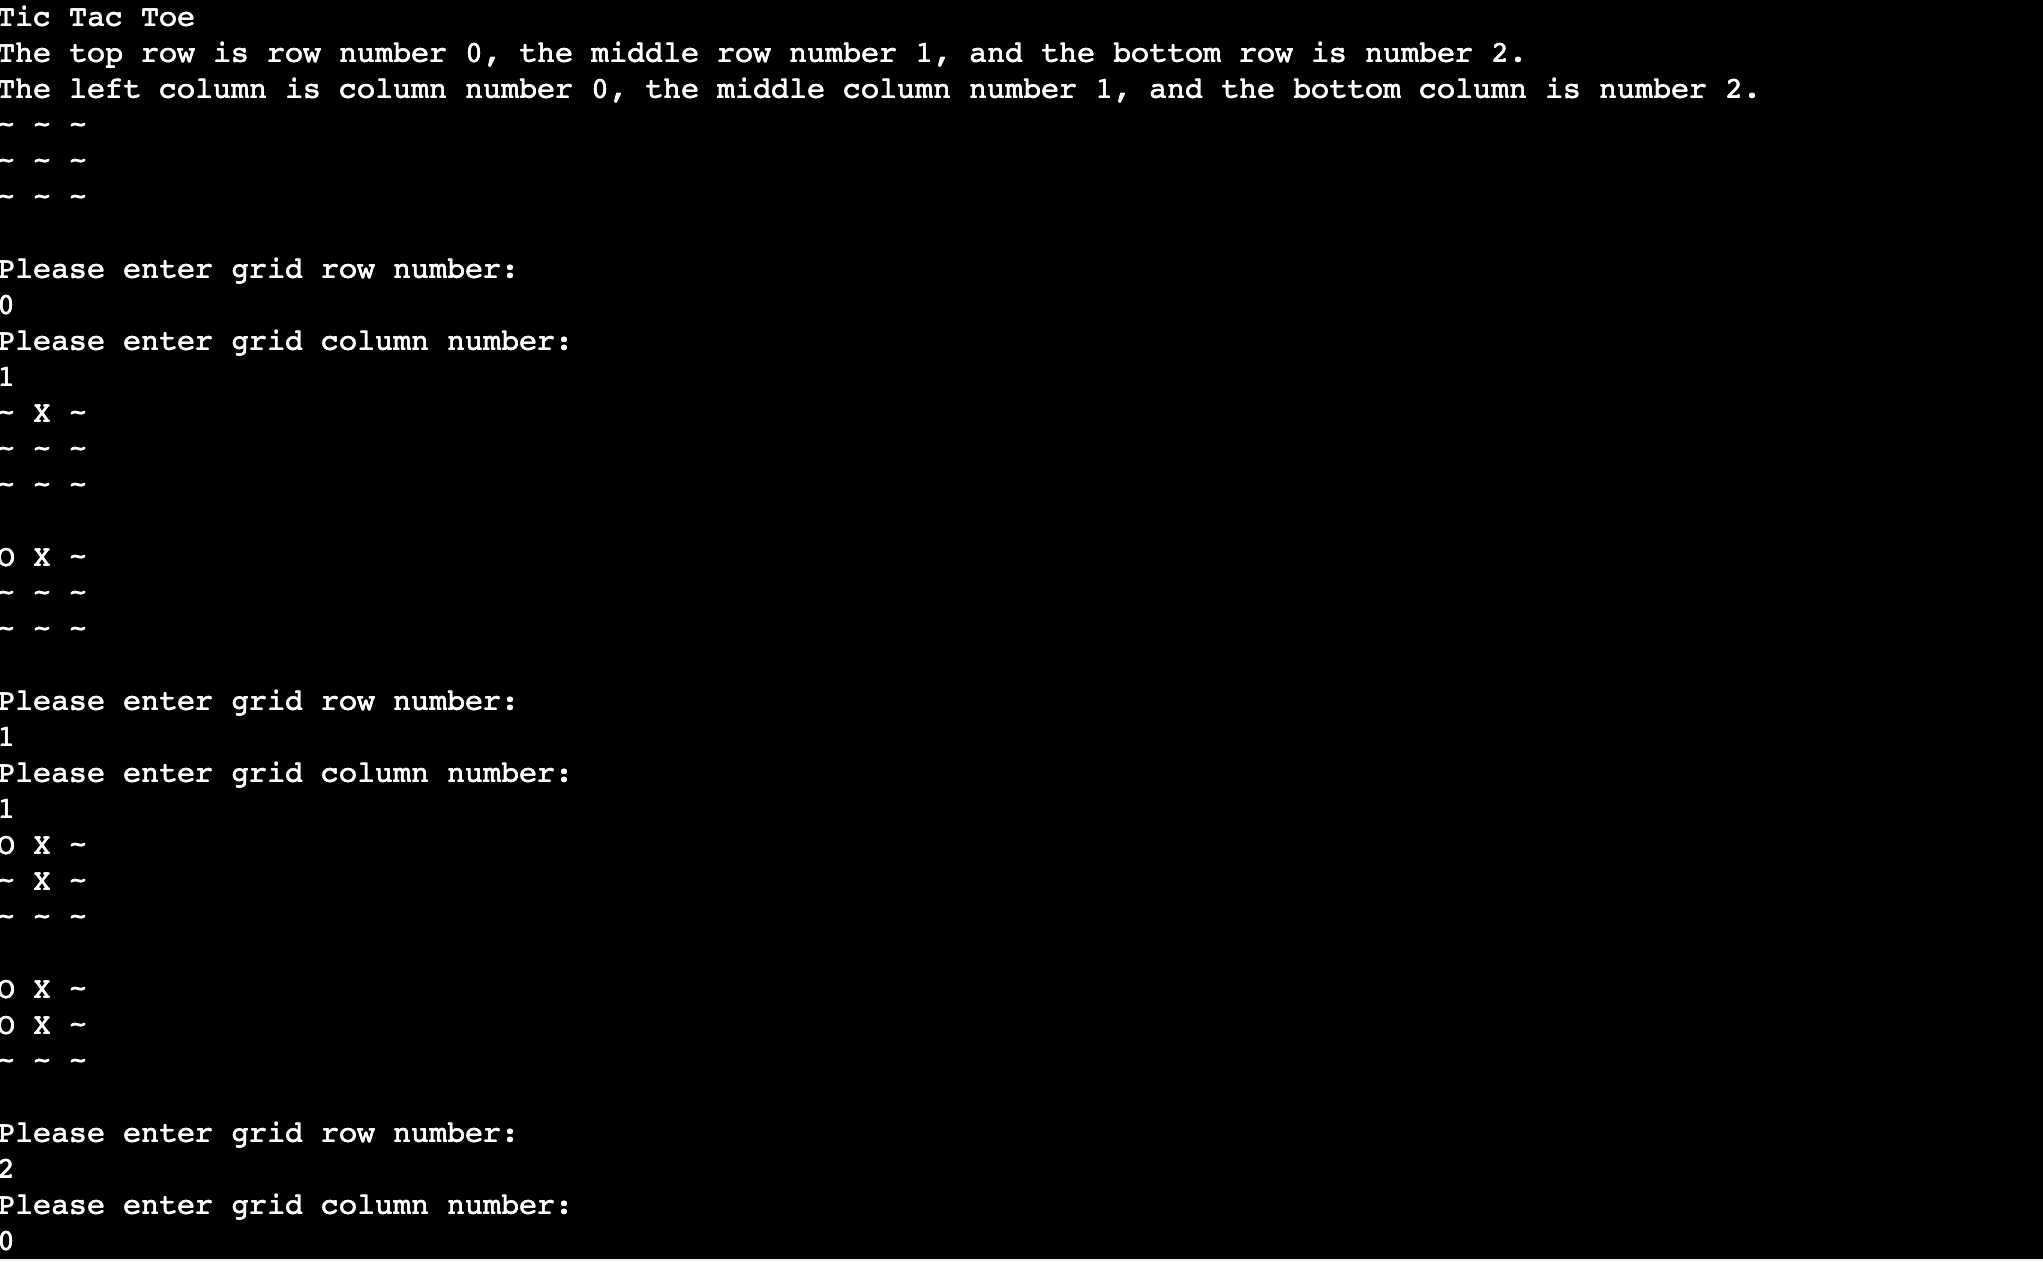 Tic Tac Toe
The top row is row number 0, the middle row number 1, and the bottom row is number 2.
The left column is column number 0, the middle column number 1, and the bottom column is number 2.
~ ~ ~
~ ~ ~
~ ~ ~
Please enter grid row number:
0
Please enter grid column number:
1
~ X ~
~ ~ ~
~ ~ ~
O X ~
~ ~ ~
~ ~ ~
Please enter grid row number:
1
Please enter grid column number:
1
O X ~
~ X ~
~ ~ ~
O X ~
O X ~
~ ~ ~
Please enter grid row number:
2
Please enter grid column number:
0